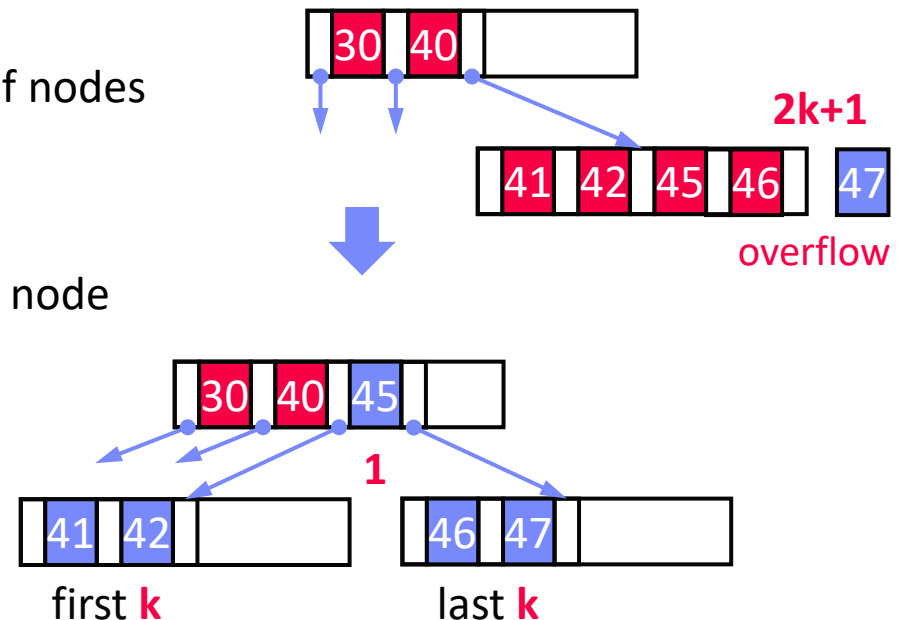 30 40
f nodes
2k+1
41 42 45 46 47
overflow
node
30 40 45
1
41 42 46 47
first k last k